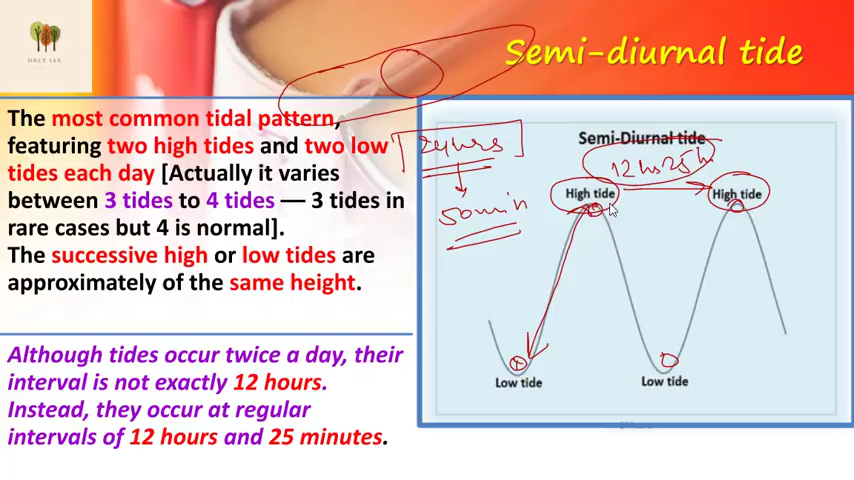 ONLY IAS
Semi-diurnal tide
The most common tidal pattern,
featuring two high tides and two low
tides each day [Actually it varies
between 3 tides to 4 tides — 3 tides in
rare cases but 4 is normal].
The successive high or low tides are
approximately of the same height.
Although tides occur twice a day, their
interval is not exactly 12 hours.
Instead, they occur at regular
intervals of 12 hours and 25 minutes.
24hrs
50min
Semi-Diurnal tide
12 hs 25
High tide
High tide
Low tide
Low tide